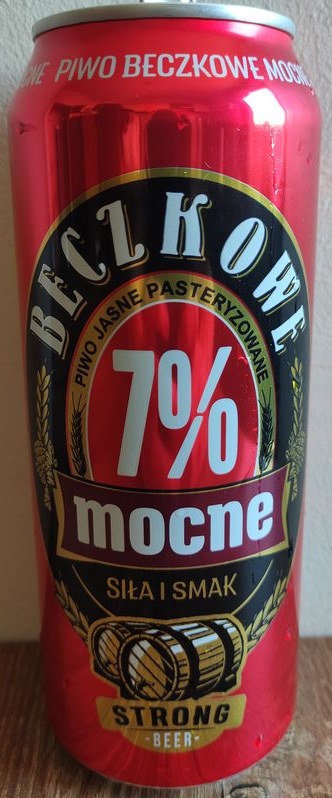 PIWO BECZKOWE MOCNE
BECZKOWE
PIWO JASNE PASTERYZOWANE
7%
mocne
SIŁA I SMAK
STRONG
-BEER-